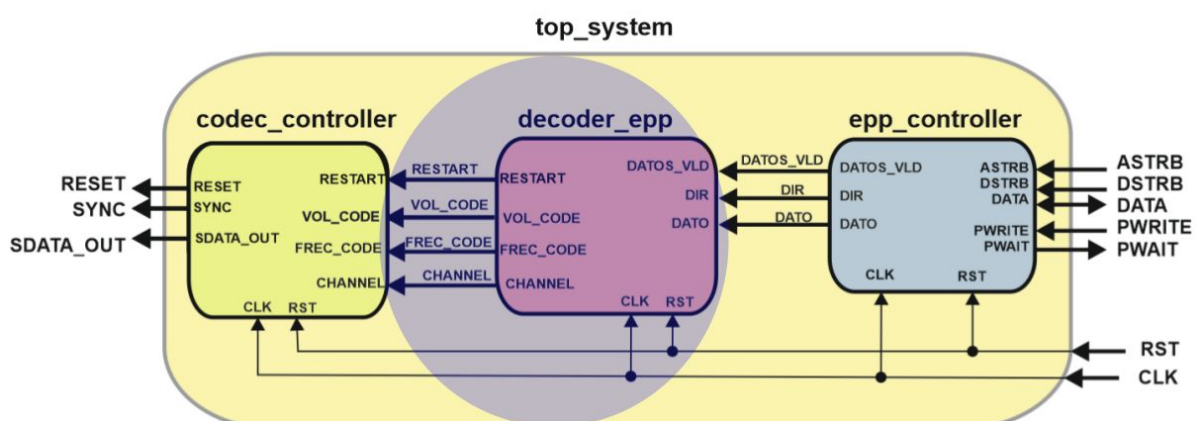 top_system
codec_controller
decoder_epp
epp_controller
RESET
SYNC
SDATA_OUT
RESET
SYNC
SDATA_OUT
RESTART
VOL_CODE
FREC_CODE
CHANNEL
CLK
RST
RESTART
VOL_CODE
FREC_CODE
CHANNEL
RESTART
VOL_CODE
FREC_CODE
CHANNEL
DATOS_VLD
DIR
DATO
CLK
RST
DATOS_VLD
DIR
DATO
DATOS_VLD
DIR
DATO
ASTRB
DSTRB
DATA
PWRITE
PWAIT
CLK
RST
ASTRB
DSTRB
DATA
PWRITE
PWAIT
RST
CLK